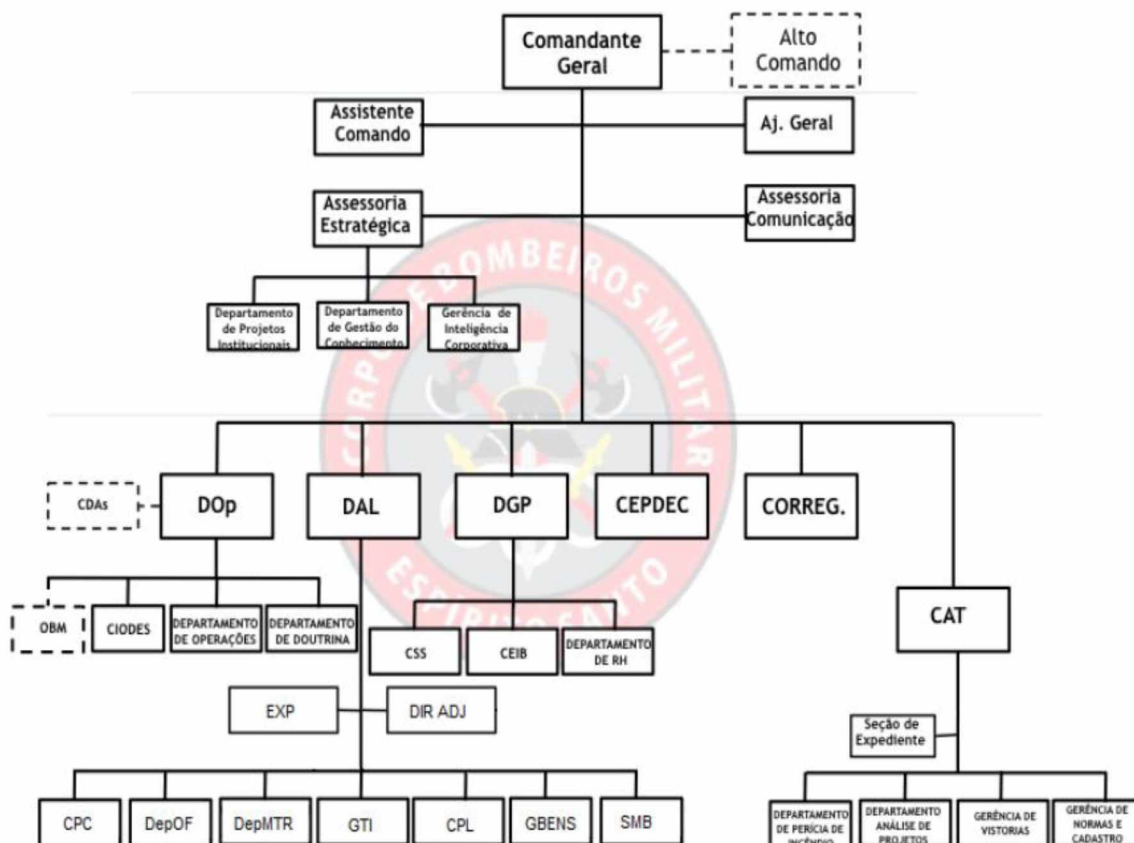 Comandante
Geral
Alto
Comando
Assistente
Comando
Aj. Geral
Assessoria
Estratégica
Assessoria
Comunicação
Departamento
de Projetos
Institucionais
Departamento
de Gestão do
Conhecimento
Gerência de
Inteligência
Corporativa
CORPO DE BOMBEIROS MILITAR
ESPÍRITO SANTO
CDAs
DOp
DAL
DGP
CEPDEC
CORREG.
CAT
OBM
CIODES
DEPARTAMENTO
DE OPERAÇÕES
DEPARTAMENTO
DE DOUTRINA
CSS
CEIB
DEPARTAMENTO
DE RH
EXP
DIR ADJ
Seção de
Expediente
CPC
DepOF
DepMTR
GTI
CPL
GBENS
SMB
DEPARTAMENTO
DE PERÍCIA DE
INCÊNDIO
DEPARTAMENTO
ANÁLISE DE
PROJETOS
GERÊNCIA DE
VISTORIAS
GERÊNCIA DE
NORMAS E
CADASTRO